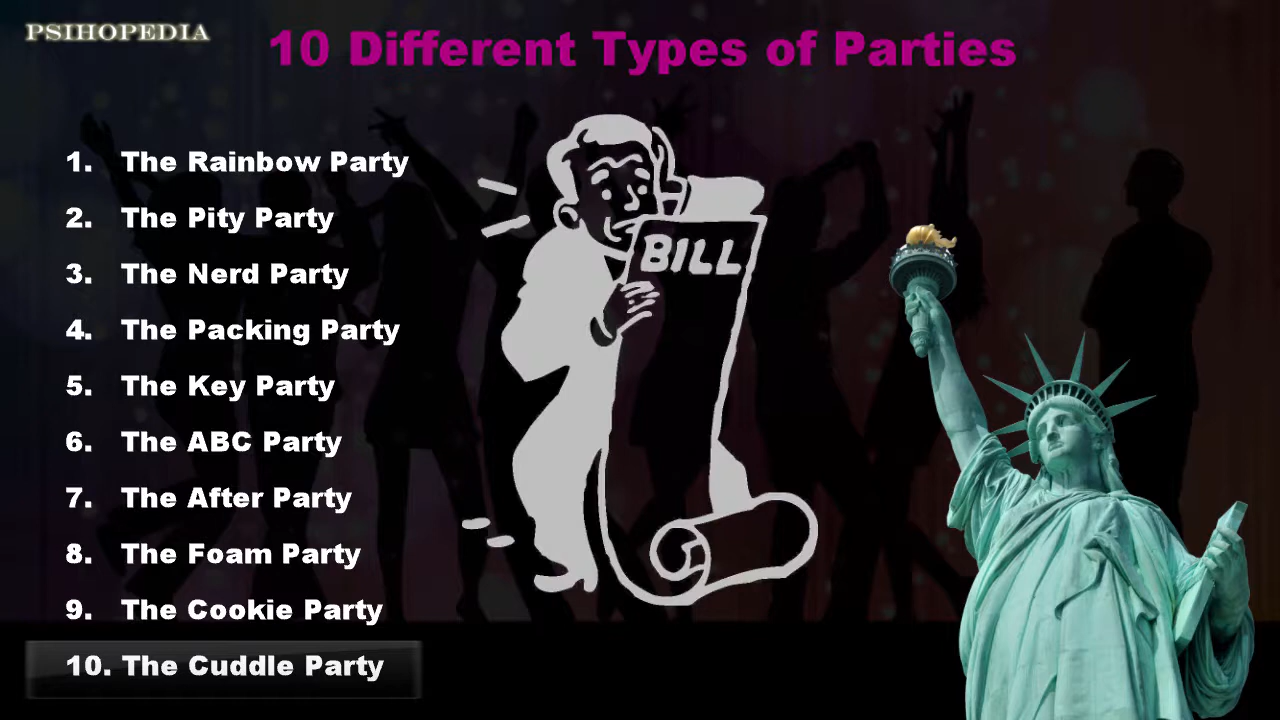 PSIHOPEDIA
10 Different Types of Parties
1. The Rainbow Party
2. The Pity Party
3. The Nerd Party
4. The Packing Party
5. The Key Party
6. The ABC Party
7. The After Party
8. The Foam Party
9. The Cookie Party
10. The Cuddle Party
BILL